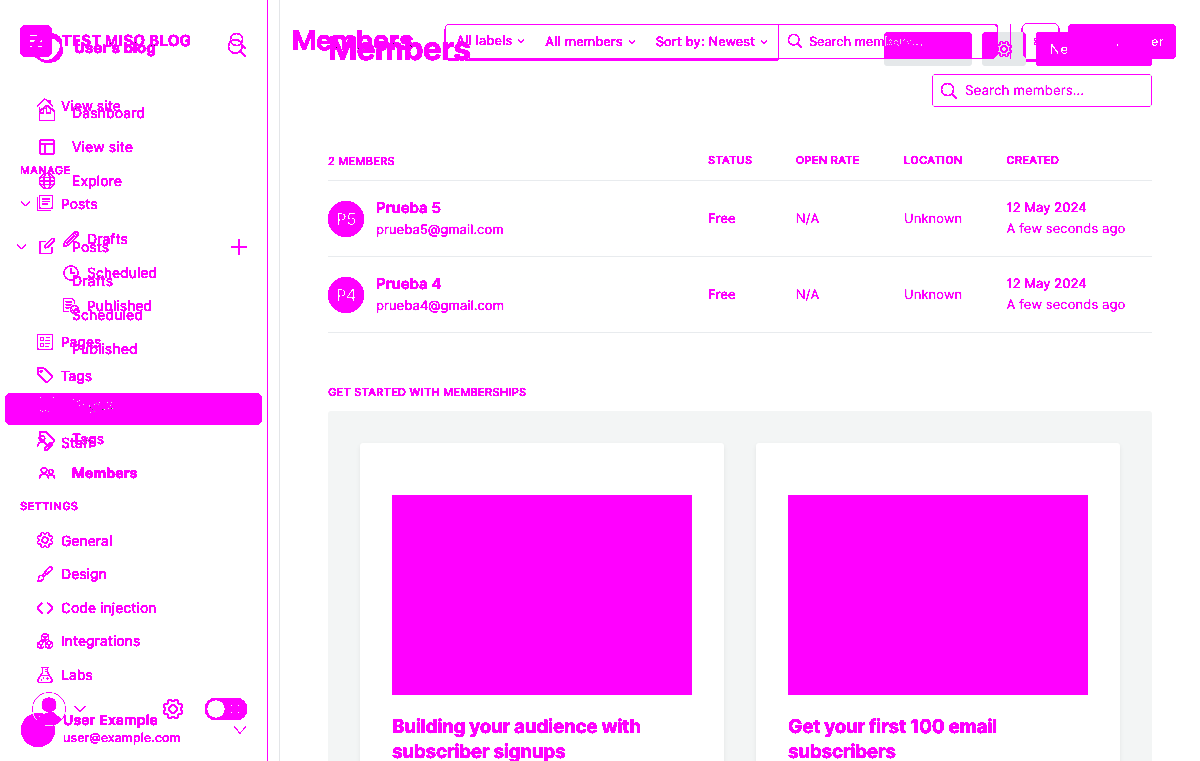 TEST MISO BLOG
User's Blog
View site
Dashboard
View site
MANAGE
Explore
Posts
Drafts
Posts
Scheduled
Drafts
Published
Scheduled
Pages
Published
Tags
Tags
Staff
Members
SETTINGS
General
Design
Code injection
Integrations
Labs
User Example
user@example.com
Members
Members
All labels
All members
Sort by: Newest
Search members...
Search members...
2 MEMBERS STATUS OPEN RATE LOCATION CREATED
P5 Prueba 5 Free N/A Unknown 12 May 2024
prueba5@gmail.com A few seconds ago
P4 Prueba 4 Free N/A Unknown 12 May 2024
prueba4@gmail.com A few seconds ago
GET STARTED WITH MEMBERSHIPS
Building your audience with
subscriber signups
Get your first 100 email
subscribers